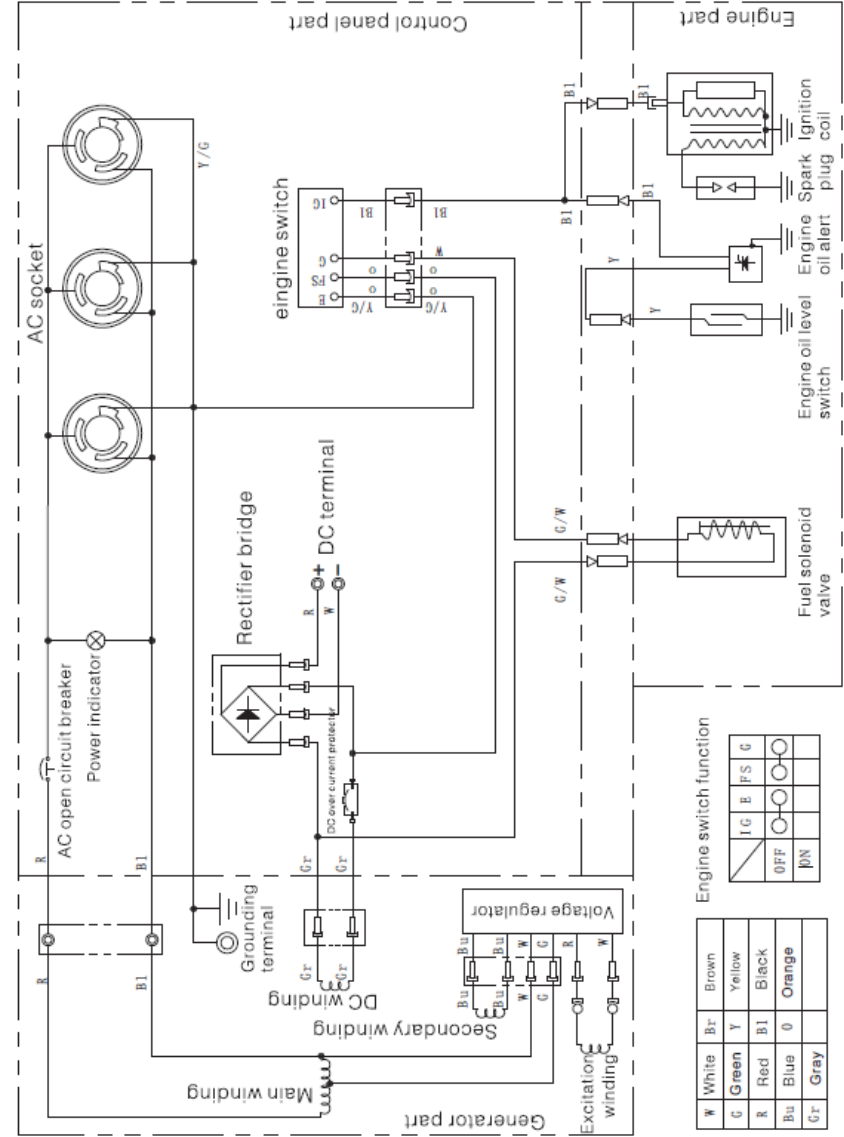 Control panel part
Engine part
AC socket
Y/G
eingine switch
IG
G
FS
E
Bl
O
O
Y/G
Bl
W
O
O
Y/G
Bl
Bl
Bl
Bl
Ignition
coil
Spark
plug
Engine
oil alert
Y
Y
Engine oil level
switch
Rectifier bridge
DC terminal
+
-
R
W
DC over current protector
G/W
G/W
Fuel solenoid
valve
AC open circuit breaker
Power indicator
R
Bl
Gr
Gr
Grounding
terminal
R
Bl
Gr
Gr
DC winding
Secondary winding
Main winding
Voltage regulator
Bu
Bu
W
G
R
W
Bu
Bu
W
G
Excitation
winding
Generator part
Engine switch function
IG E FS G
OFF
ON
W White Br Brown
G Green Y Yellow
R Red Bl Black
Bu Blue O Orange
Gr Gray